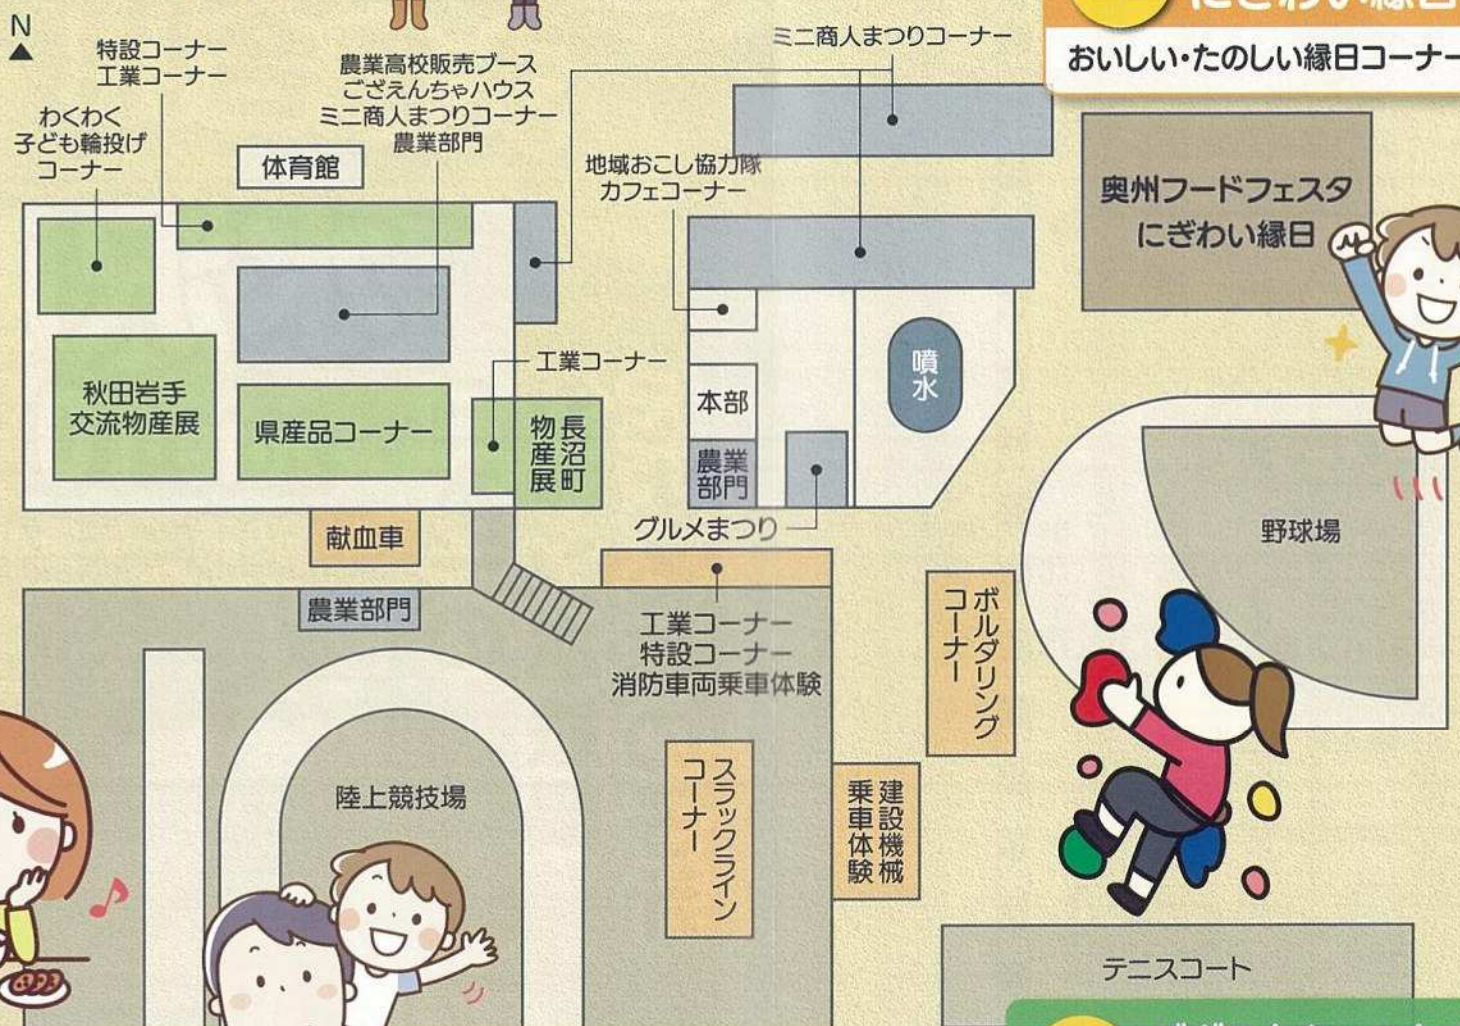 N
にぎわい縁日
おいしい・たのしい縁日コーナー
特設コーナー
工業コーナー
農業高校販売ブース
ござえんちゃハウス
ミニ商人まつりコーナー
農業部門
ミニ商人まつりコーナー
わくわく
子ども輪投げ
コーナー
体育館
地域おこし協力隊
カフェコーナー
奥州フードフェスタ
にぎわい縁日
秋田岩手
交流物産展
県産品コーナー
工業コーナー
長沼町
物産展
本部
農業
部門
噴水
グルメまつり
献血車
農業部門
工業コーナー
特設コーナー
消防車両乗車体験
ボルダリング
コーナー
野球場
陸上競技場
スラックライン
コーナー
建設機械
乗車体験
テニスコート